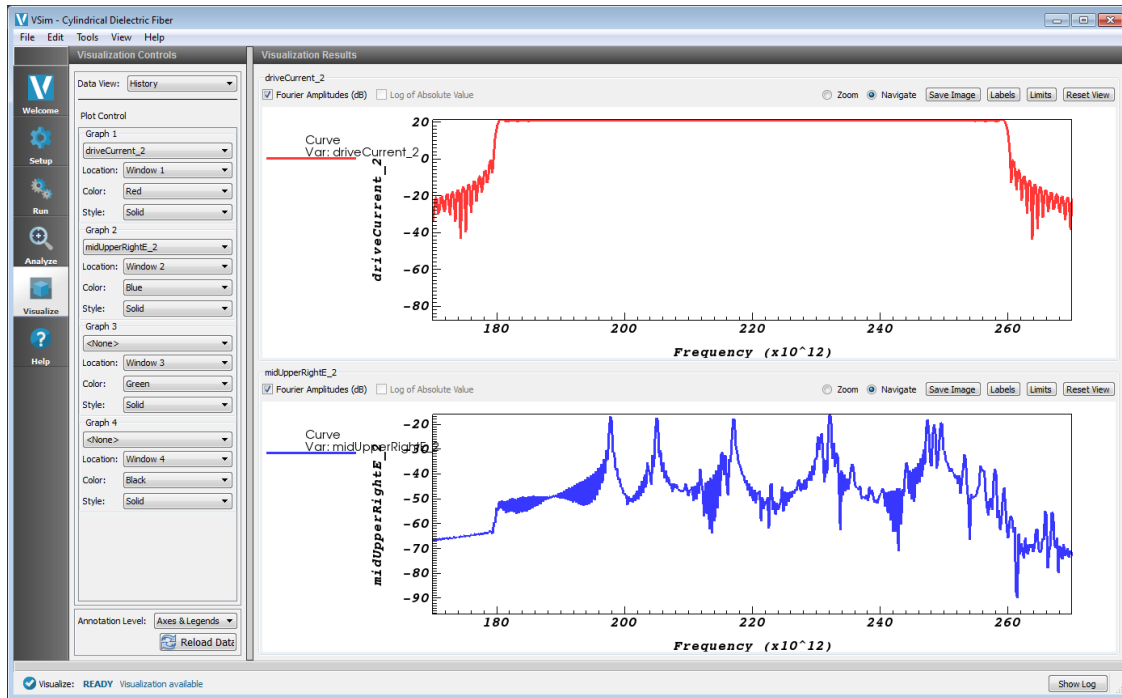 VSim - Cylindrical Dielectric Fiber
File Edit Tools View Help
Visualization Controls
Visualization Results
Welcome
Setup
Run
Analyze
Visualize
Help
Data View: History
Plot Control
Graph 1
driveCurrent_2
Location: Window 1
Color: Red
Style: Solid
Graph 2
midUpperRightE_2
Location: Window 2
Color: Blue
Style: Solid
Graph 3
<None>
Location: Window 3
Color: Green
Style: Solid
Graph 4
<None>
Location: Window 4
Color: Black
Style: Solid
Annotation Level: Axes & Legends
Reload Data
driveCurrent_2
Fourier Amplitudes (dB) Log of Absolute Value Zoom Navigate Save Image Labels Limits Reset View
Curve
Var: driveCurrent_2
driveCurrent_2
20
0
-20
-40
-60
-80
180 200 220 240 260
Frequency (x10^12)
midUpperRightE_2
Fourier Amplitudes (dB) Log of Absolute Value Zoom Navigate Save Image Labels Limits Reset View
Curve
Var: midUpperRightE_2
midUpperRightE_2
-20
-30
-40
-50
-60
-70
-80
-90
180 200 220 240 260
Frequency (x10^12)
Visualize: READY Visualization available
Show Log